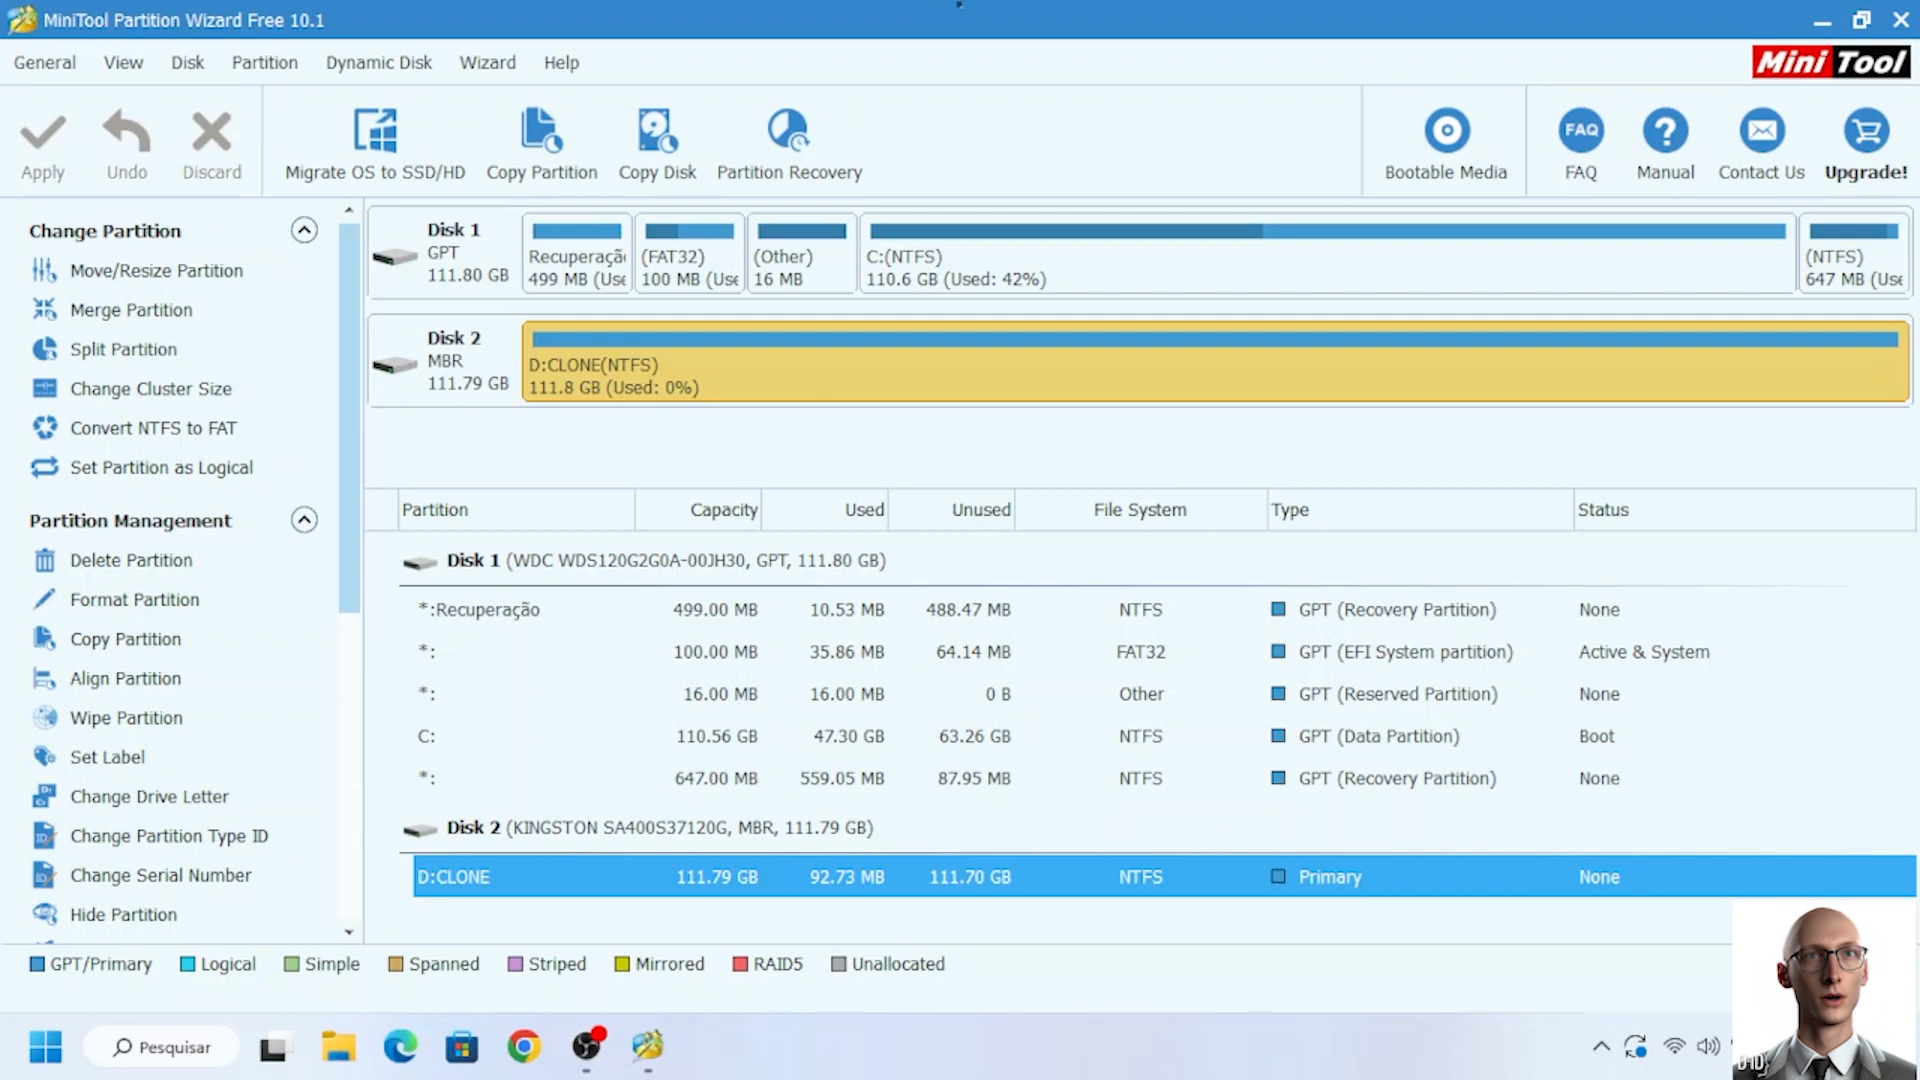 MiniTool Partition Wizard Free 10.1
General View Disk Partition Dynamic Disk Wizard Help
Mini Tool
Apply Undo Discard Migrate OS to SSD/HD Copy Partition Copy Disk Partition Recovery Bootable Media FAQ FAQ Manual Contact Us Upgrade!
Change Partition
Move/Resize Partition
Merge Partition
Split Partition
Change Cluster Size
Convert NTFS to FAT
Set Partition as Logical
Partition Management
Delete Partition
Format Partition
Copy Partition
Align Partition
Wipe Partition
Set Label
Change Drive Letter
Change Partition Type ID
Change Serial Number
Hide Partition
Disk 1
GPT
111.80 GB
Recuperaçã
499 MB (Use
(FAT32)
100 MB (Use
(Other)
16 MB
C:(NTFS)
110.6 GB (Used: 42%)
(NTFS)
647 MB (Use
Disk 2
MBR
111.79 GB
D:CLONE(NTFS)
111.8 GB (Used: 0%)
Partition Capacity Used Unused File System Type Status
Disk 1 (WDC WDS120G2G0A-00JH30, GPT, 111.80 GB)
*:Recuperação 499.00 MB 10.53 MB 488.47 MB NTFS GPT (Recovery Partition) None
*: 100.00 MB 35.86 MB 64.14 MB FAT32 GPT (EFI System partition) Active & System
*: 16.00 MB 16.00 MB 0 B Other GPT (Reserved Partition) None
C: 110.56 GB 47.30 GB 63.26 GB NTFS GPT (Data Partition) Boot
*: 647.00 MB 559.05 MB 87.95 MB NTFS GPT (Recovery Partition) None
Disk 2 (KINGSTON SA400S37120G, MBR, 111.79 GB)
D:CLONE 111.79 GB 92.73 MB 111.70 GB NTFS Primary None
GPT/Primary Logical Simple Spanned Striped Mirrored RAID5 Unallocated
Pesquisar